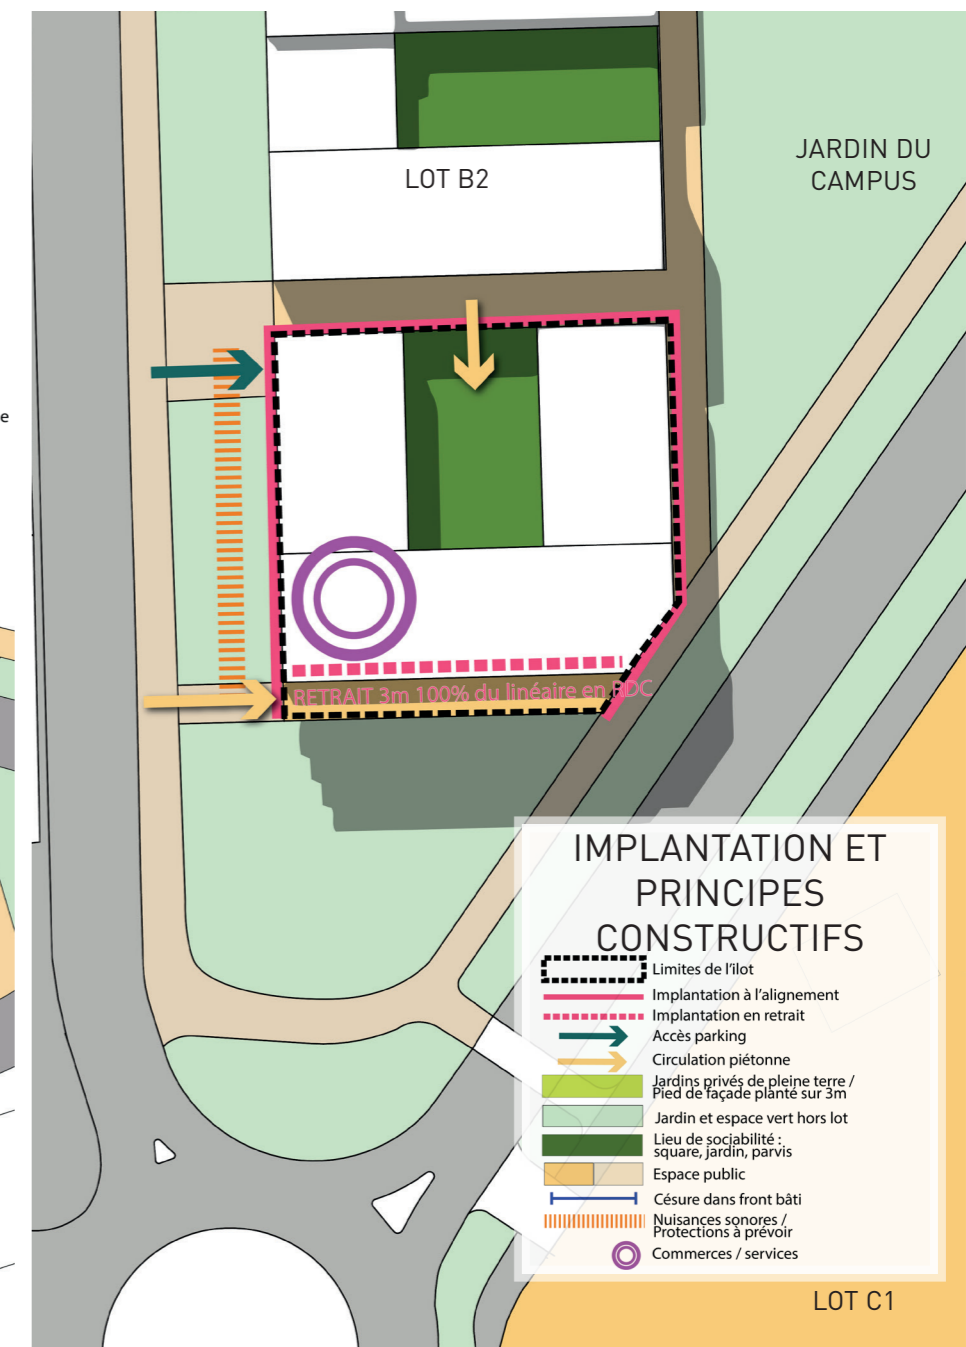 JARDIN DU
CAMPUS
LOT B2
e
RETRAIT 3m 100% du linéaire en RDC
IMPLANTATION ET
PRINCIPES
CONSTRUCTIFS
Limites de l'îlot
Implantation à l'alignement
Implantation en retrait
Accès parking
Circulation piétonne
Jardins privés de pleine terre /
Pied de façade planté sur 3m
Jardin et espace vert hors lot
Lieu de sociabilité :
square, jardin, parvis
Espace public
Césure dans front bâti
Nuisances sonores /
Protections à prévoir
Commerces / services
LOT C1